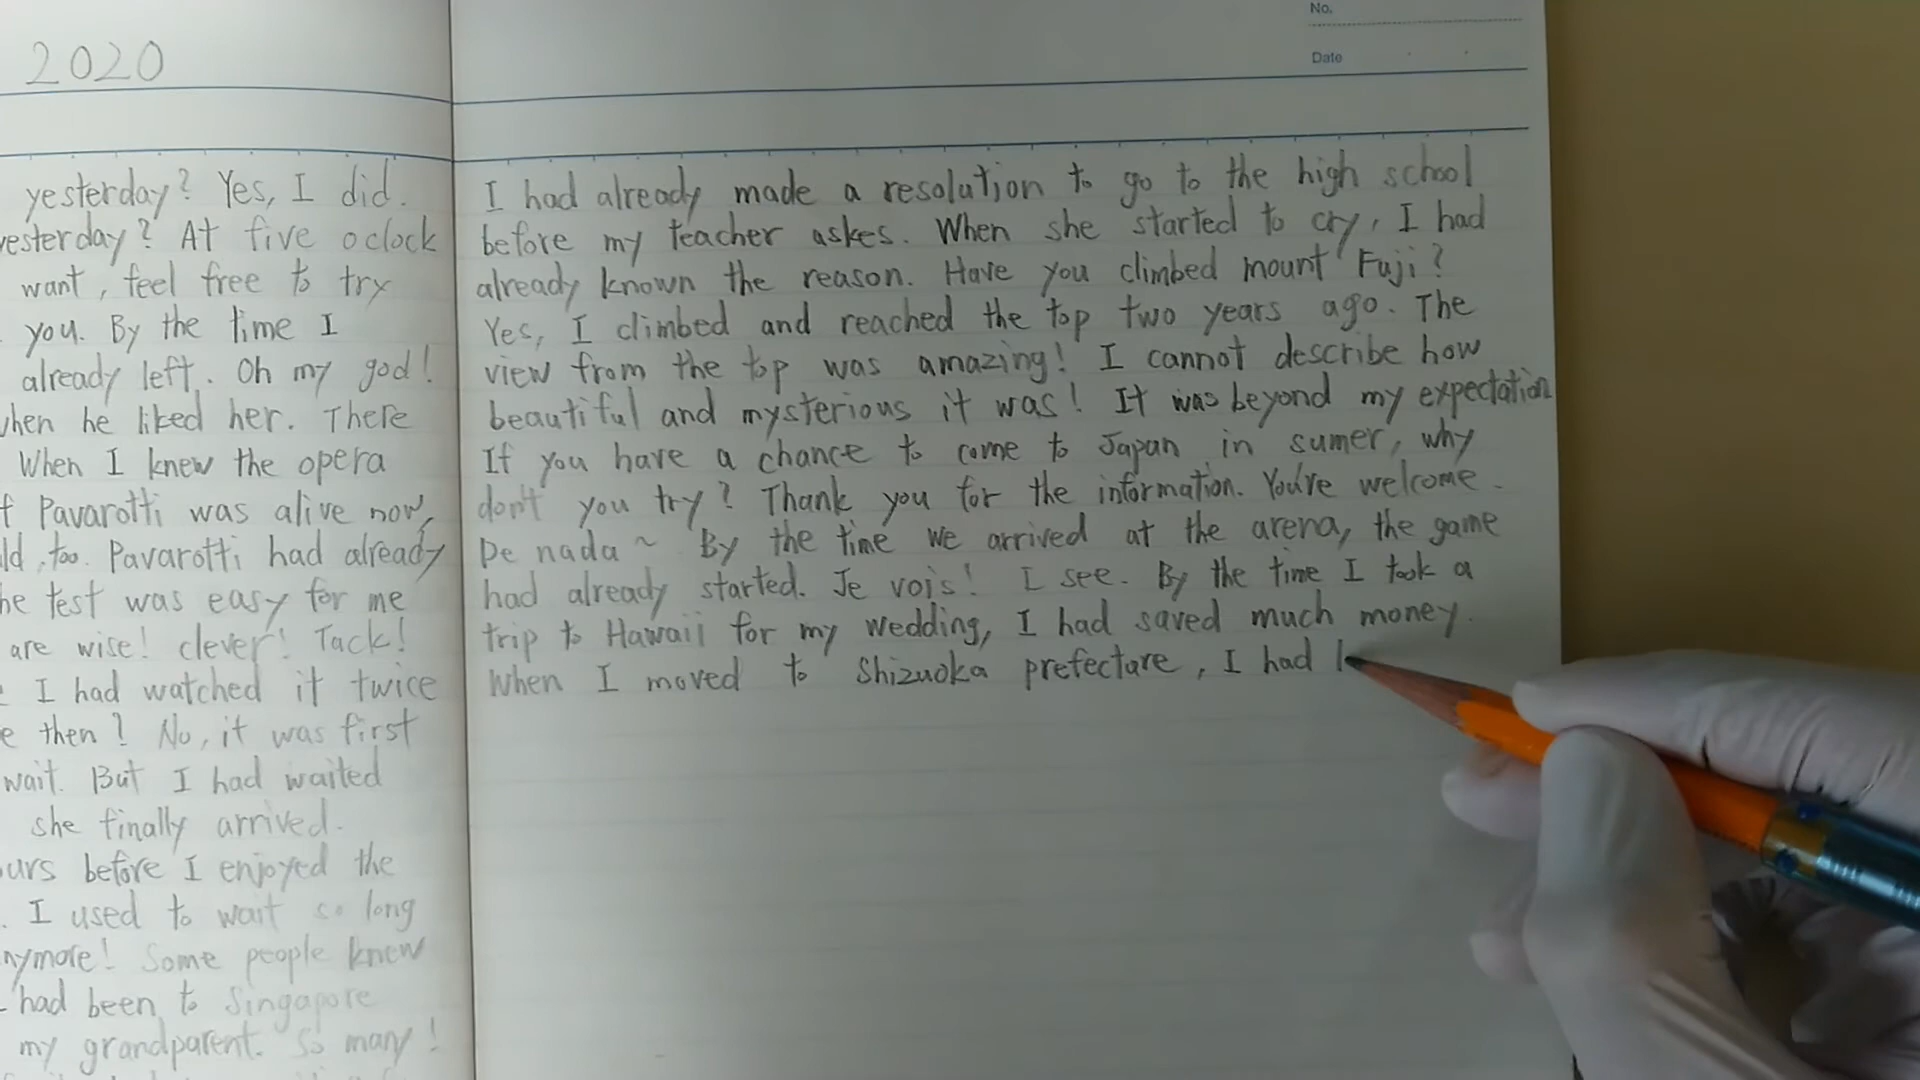 2020
yesterday? Yes, I did.
yesterday? At five oclock
want, feel free to try
you. By the time I
already left. Oh my god!
when he liked her. There
When I knew the opera
Pavarotti was alive now,
too. Pavarotti had already
test was easy for me
are wise! clever! Tack!
I had watched it twice
then? No, it was first
wait. But I had waited
she finally arrived.
before I enjoyed the
. I used to wait so long
Some people knew
had been to Singapore
my grandparent. So many!
No.
Date
I had already made a resolution to go to the high school
before my teacher askes. When she started to cry, I had
already known the reason. Have you climbed mount Fuji?
Yes, I climbed and reached the top two years ago. The
view from the top was amazing! I cannot describe how
beautiful and mysterious it was! It was beyond my expectation
If you have a chance to come to Japan in sumer, why
don't you try? Thank you for the information. You're welcome.
De nada ~ By the time we arrived at the arena, the game
had already started. Je vois! I see. By the time I took a
trip to Hawaii for my wedding, I had saved much money.
When I moved to Shizuoka prefecture, I had l